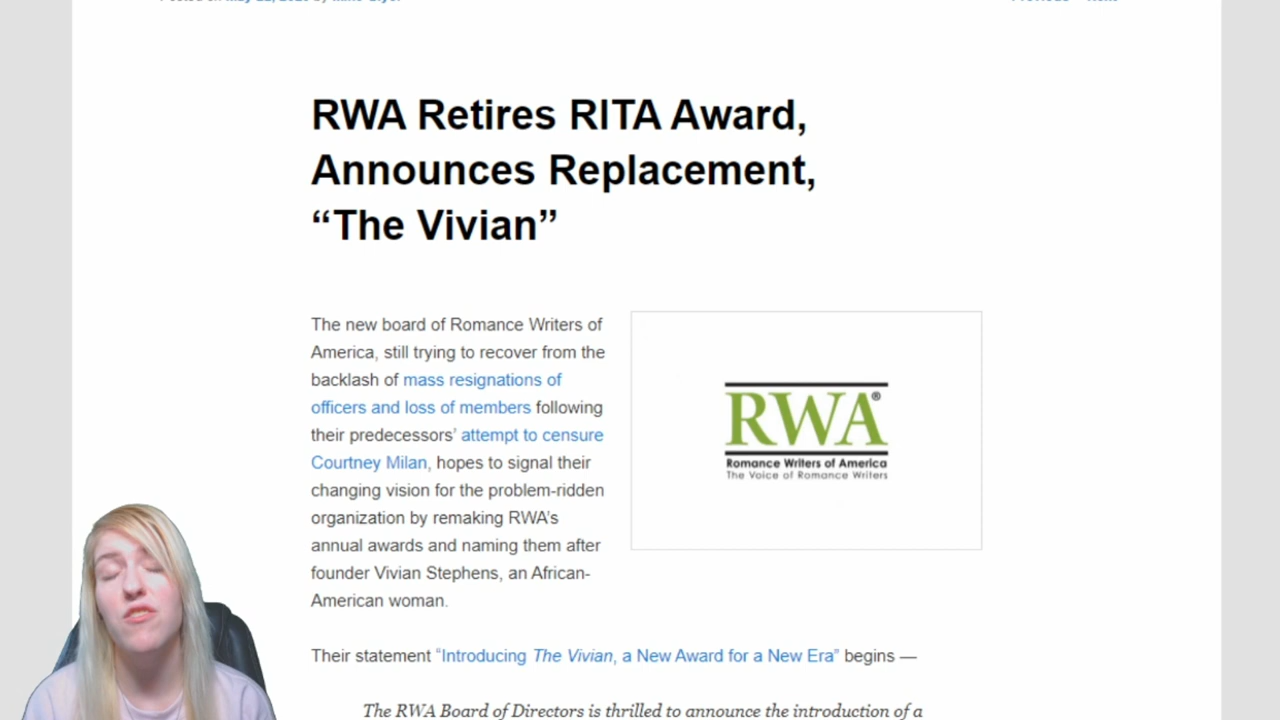 RWA Retires RITA Award,
Announces Replacement,
“The Vivian”
The new board of Romance Writers of
America, still trying to recover from the
backlash of mass resignations of
officers and loss of members following
their predecessors’ attempt to censure
Courtney Milan, hopes to signal their
changing vision for the problem-ridden
organization by remaking RWA’s
annual awards and naming them after
founder Vivian Stephens, an African-
American woman.
RWA®
Romance Writers of America
The Voice of Romance Writers
Their statement “Introducing The Vivian, a New Award for a New Era” begins —
The RWA Board of Directors is thrilled to announce the introduction of a